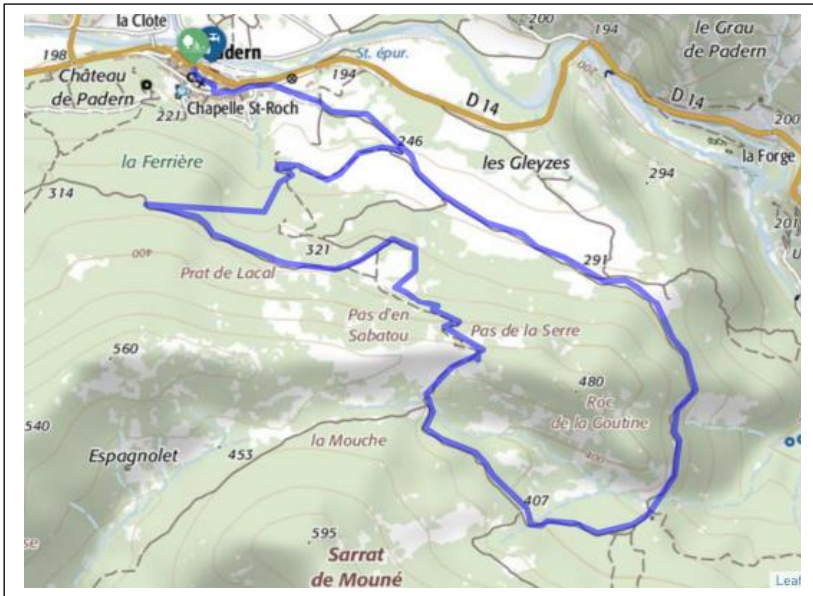 la Clôte
200
194
le Grau
de Padern
198
Padern
St. épur.
Château
de Padern
194
D 14
200
Chapelle St-Roch
D 14
221
200
246
la Forge
la Ferrière
les Gleyzes
294
314
201
321
291
400
Prat de Lacal
Pas d'en
Sabatou
Pas de la Serre
560
480
Roc
de la Goutine
540
la Mouche
453
Espagnolet
400
407
595
Sarrat
de Mouné
Leaf